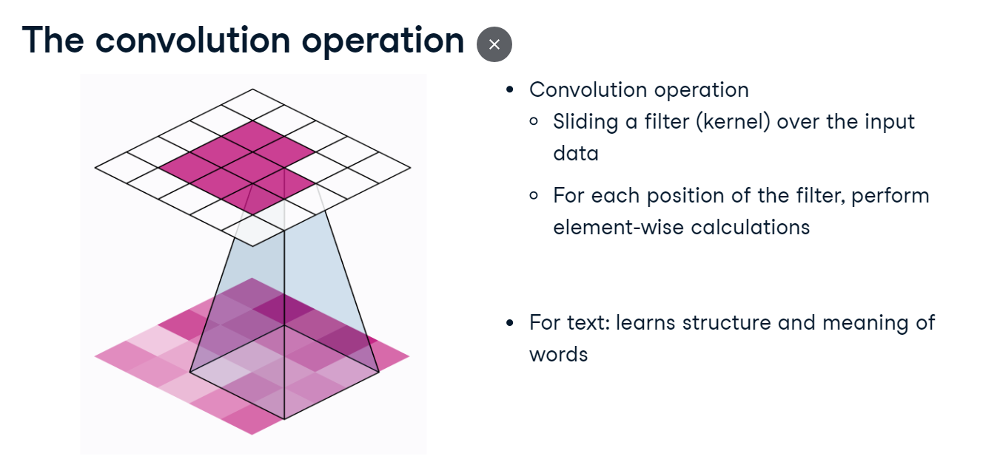 The convolution operation
• Convolution operation
○ Sliding a filter (kernel) over the input
data
○ For each position of the filter, perform
element-wise calculations
• For text: learns structure and meaning of
words